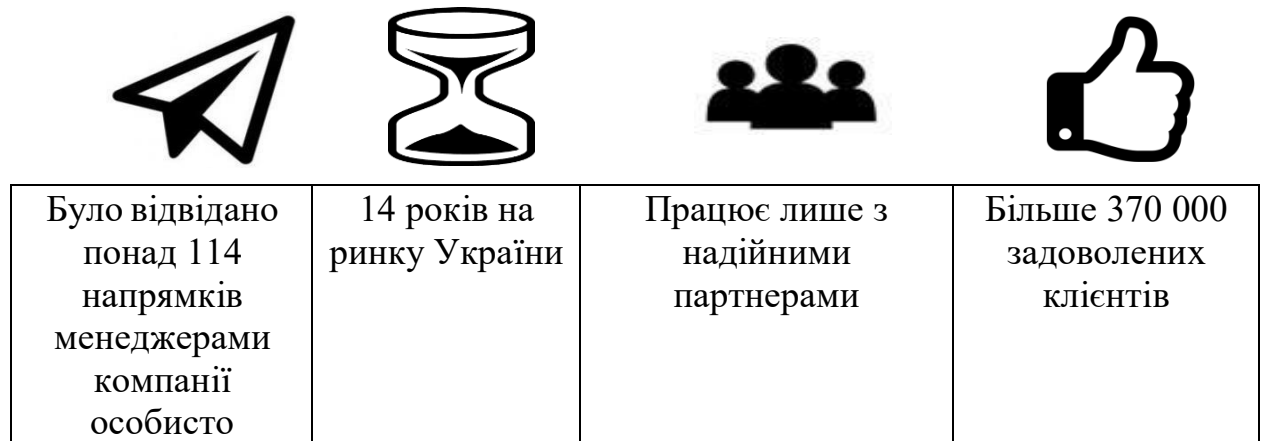 Було відвідано
понад 114
напрямків
менеджерами
компанії
особисто
14 років на
ринку України
Працює лише з
надійними
партнерами
Більше 370 000
задоволених
клієнтів